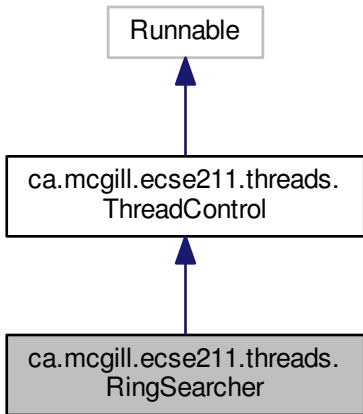 Runnable
ca.mcgill.ecse211.threads.
ThreadControl
ca.mcgill.ecse211.threads.
RingSearcher